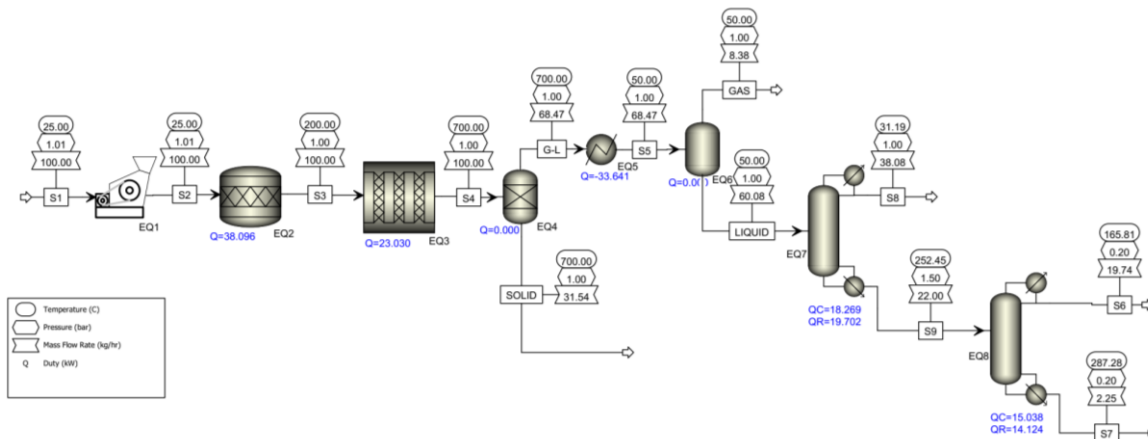 50.00
1.00
8.38
GAS
700.00
1.00
68.47
G-L
50.00
1.00
68.47
S5
EQ5
Q=-33.641
EQ6
Q=0.000
25.00
1.01
100.00
S1
EQ1
25.00
1.01
100.00
S2
EQ2
Q=38.096
200.00
1.00
100.00
S3
EQ3
Q=23.030
700.00
1.00
100.00
S4
EQ4
Q=0.000
50.00
1.00
60.08
LIQUID
31.19
1.00
38.08
S8
EQ7
QC=18.269
QR=19.702
700.00
1.00
31.54
SOLID
252.45
1.50
22.00
S9
165.81
0.20
19.74
S6
EQ8
QC=15.038
QR=14.124
287.28
0.20
2.25
S7
Temperature (C)
Pressure (bar)
Mass Flow Rate (kg/hr)
Q Duty (kW)